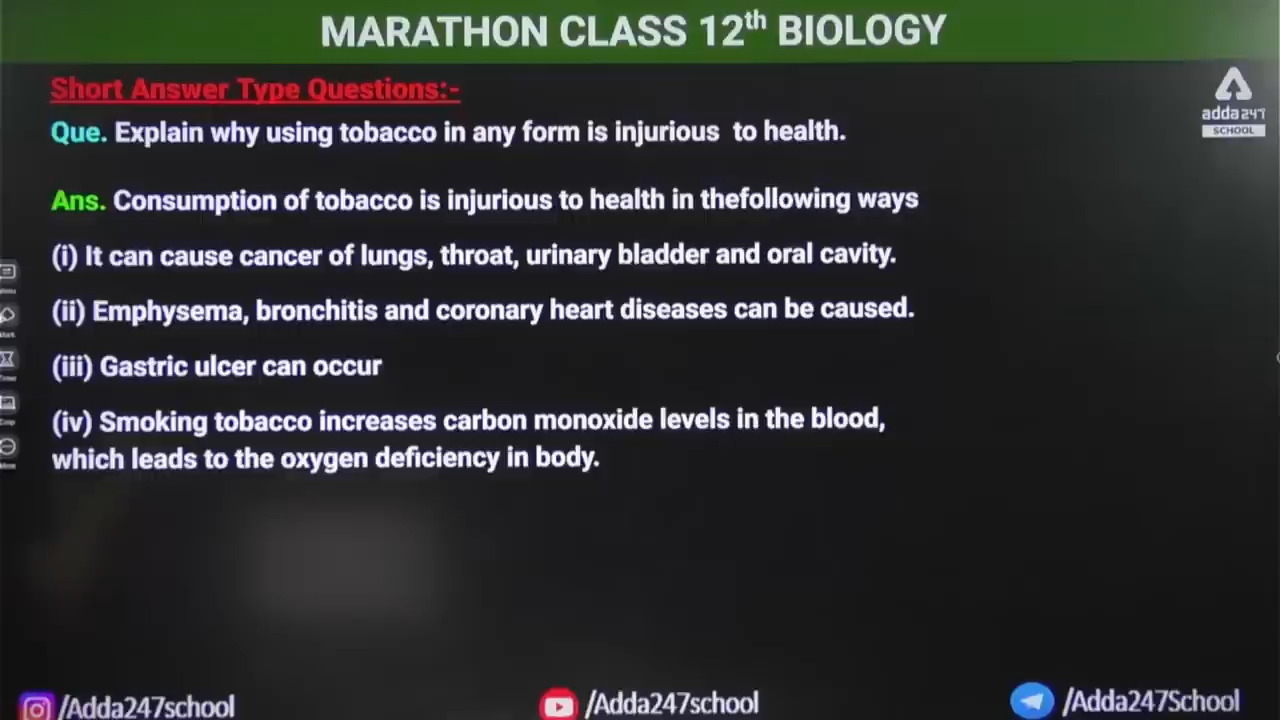 MARATHON CLASS 12th BIOLOGY
Short Answer Type Questions:-
adda247
SCHOOL
Que. Explain why using tobacco in any form is injurious to health.
Ans. Consumption of tobacco is injurious to health in thefollowing ways
(i) It can cause cancer of lungs, throat, urinary bladder and oral cavity.
(ii) Emphysema, bronchitis and coronary heart diseases can be caused.
(iii) Gastric ulcer can occur
(iv) Smoking tobacco increases carbon monoxide levels in the blood,
which leads to the oxygen deficiency in body.
/Adda247school
/Adda247school
/Adda247School